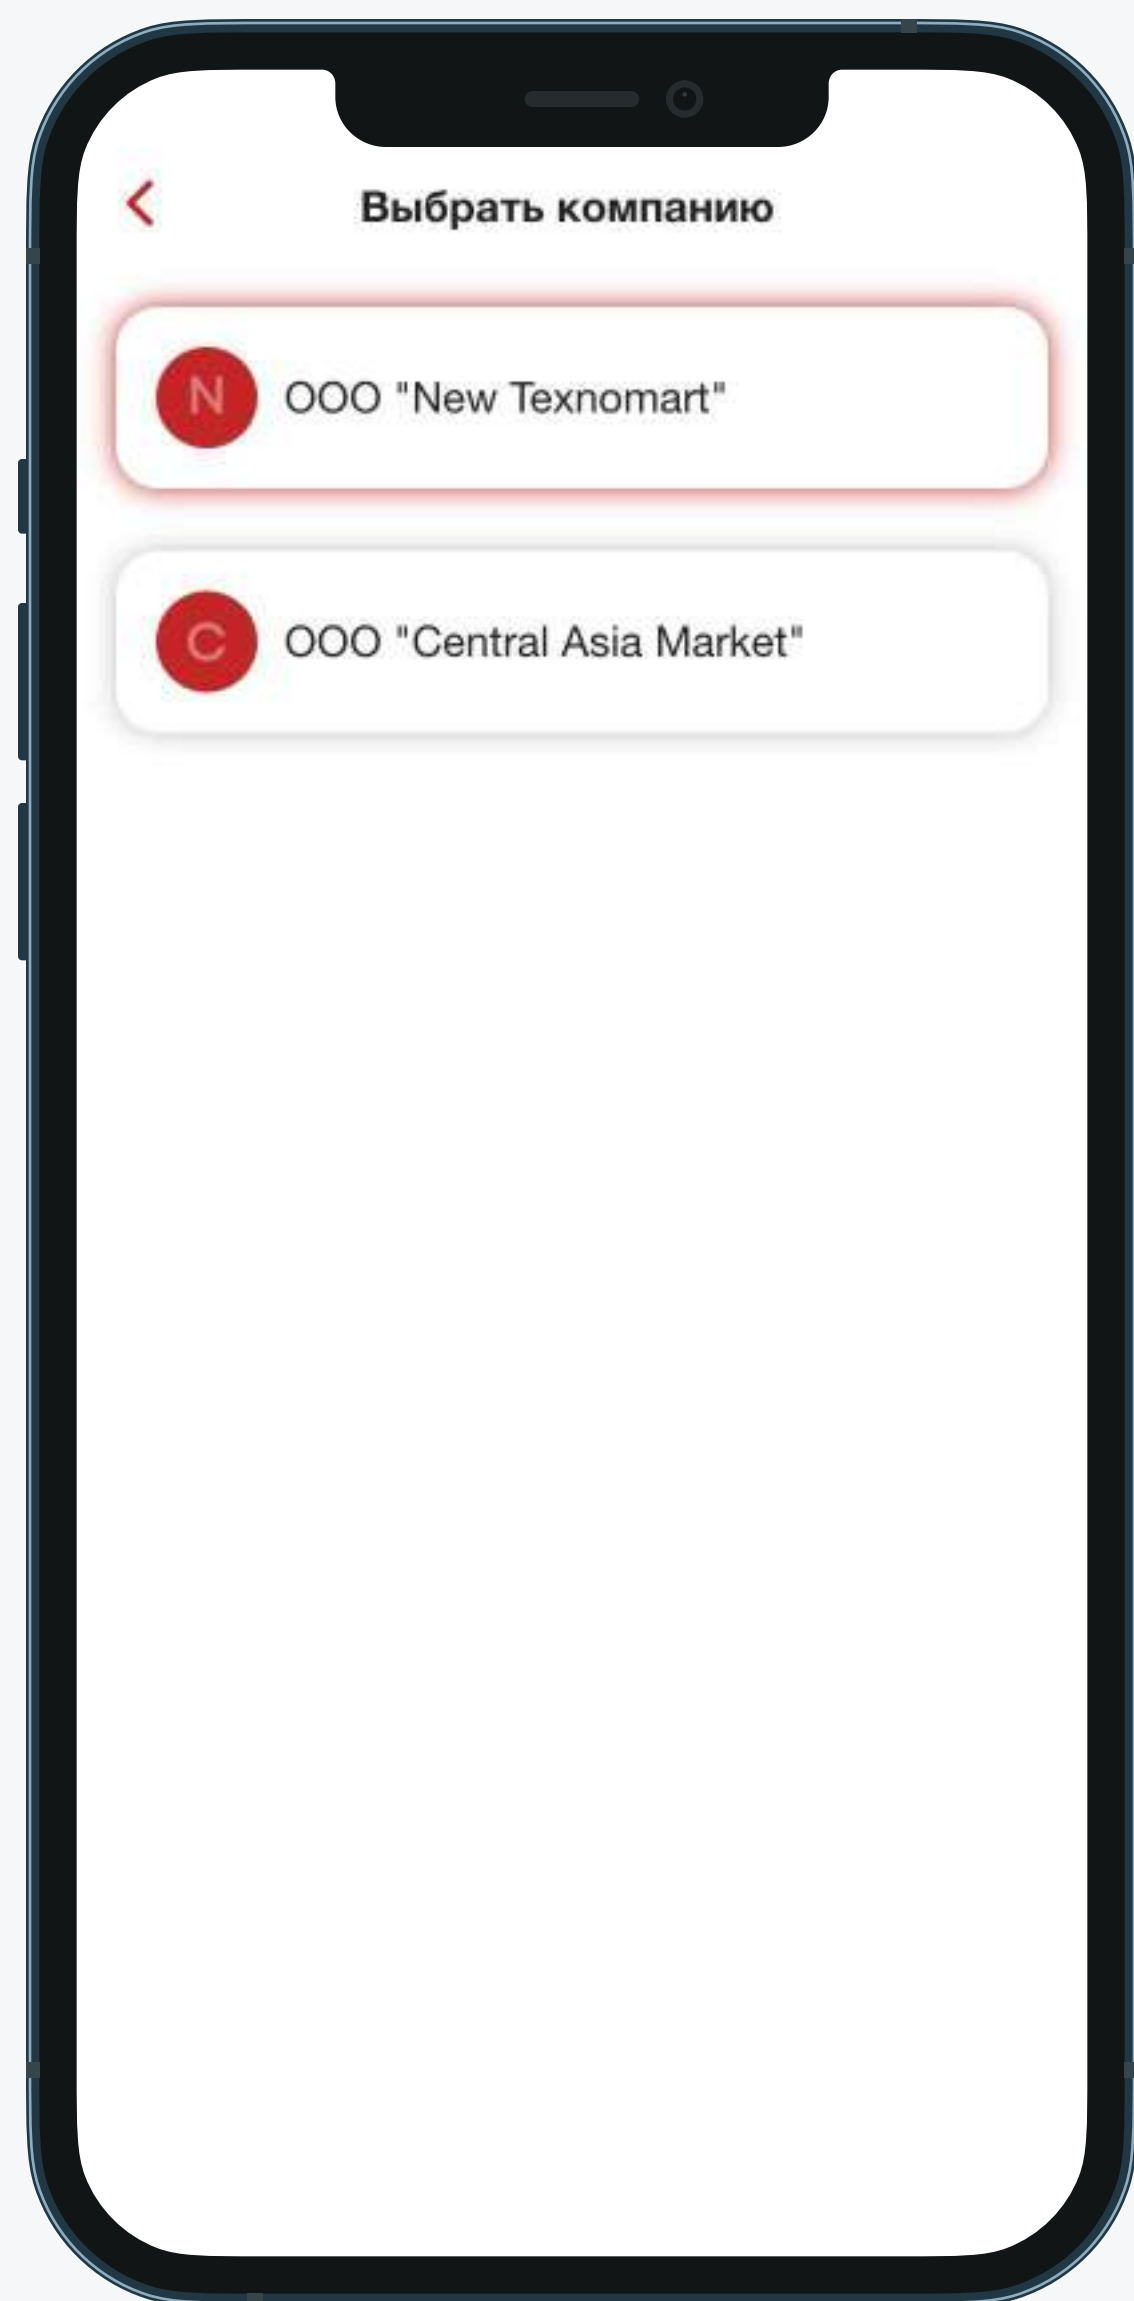 Выбрать компанию
N
ООО "New Texnomart"
C
ООО "Central Asia Market"